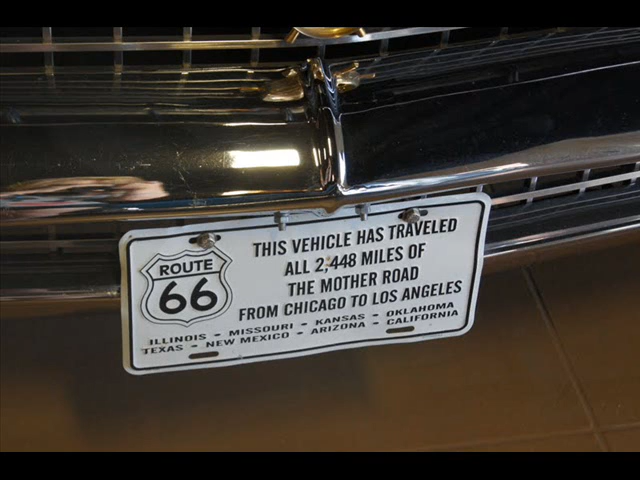 ROUTE
66
THIS VEHICLE HAS TRAVELED
ALL 2,448 MILES OF
THE MOTHER ROAD
FROM CHICAGO TO LOS ANGELES
ILLINOIS - MISSOURI - KANSAS - OKLAHOMA
TEXAS - NEW MEXICO - ARIZONA - CALIFORNIA